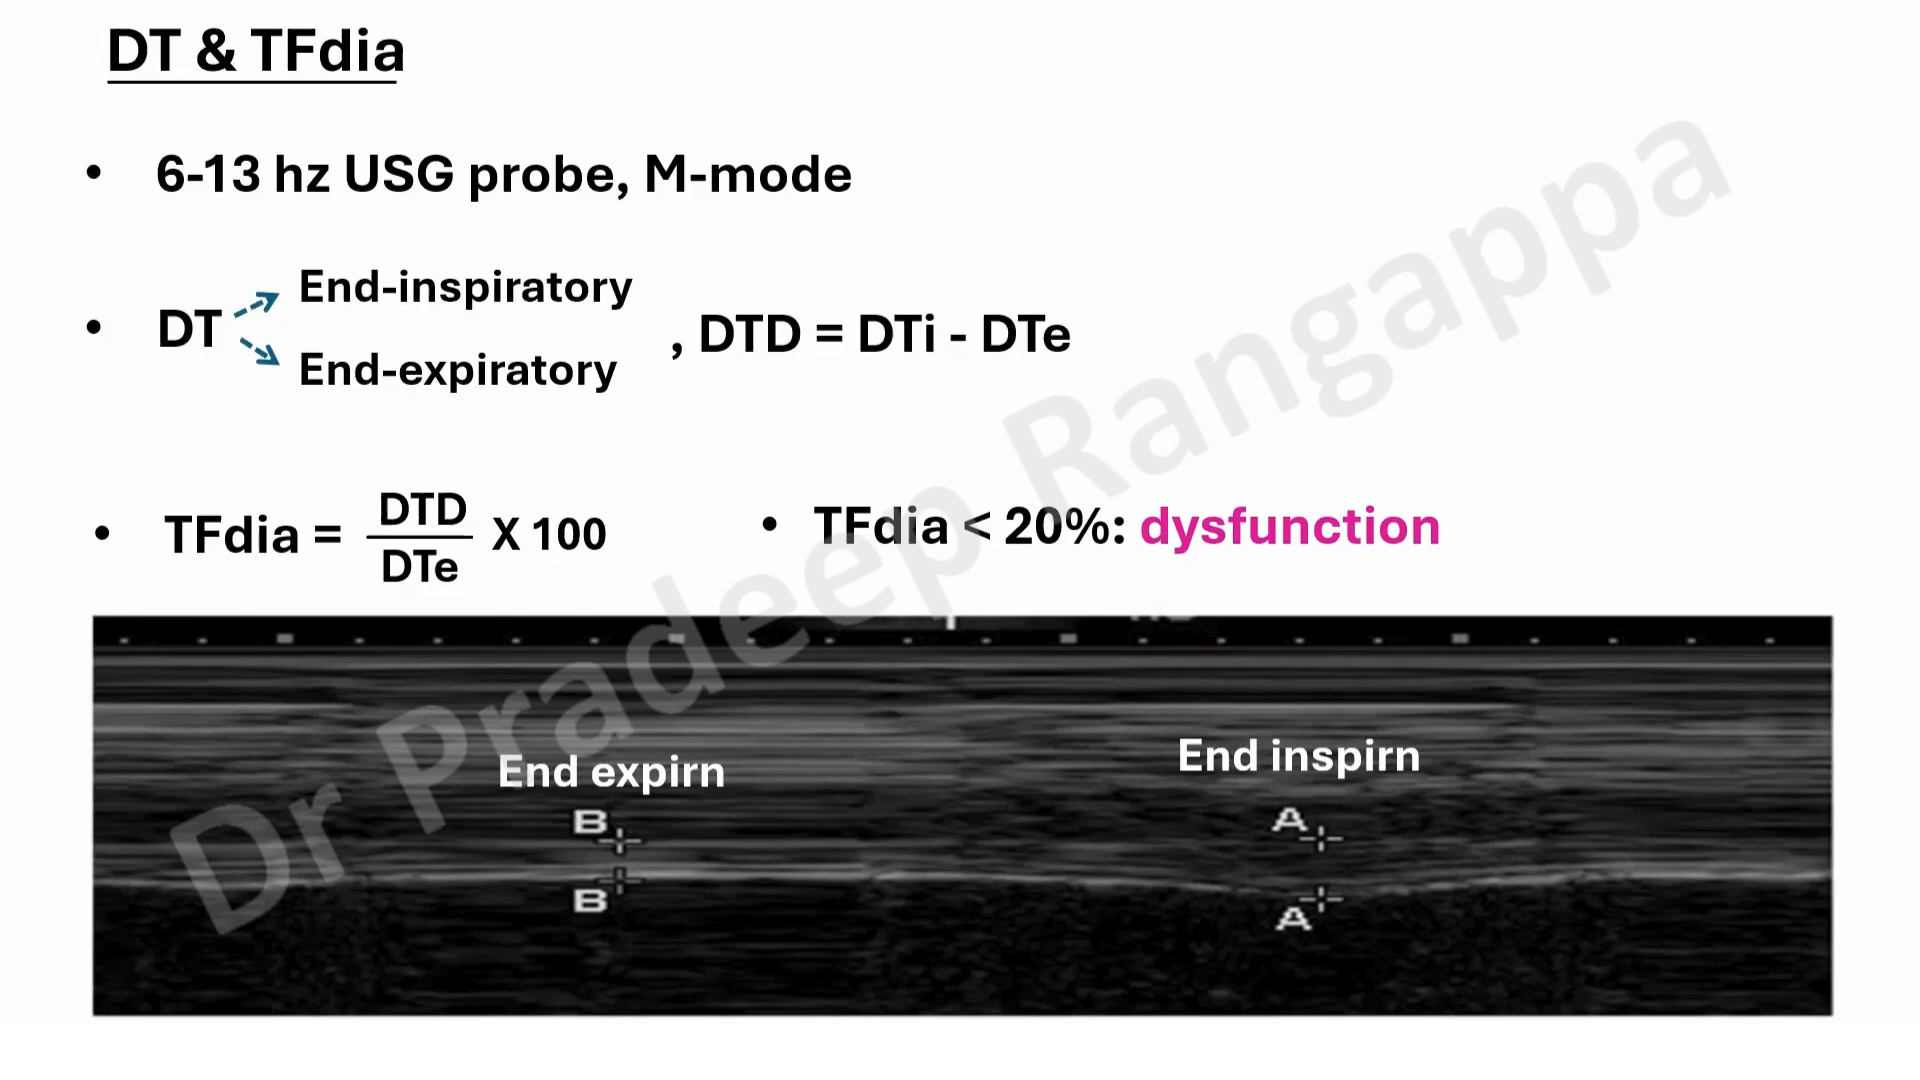 DT & TFdia
• 6-13 hz USG probe, M-mode
• DT
End-inspiratory
End-expiratory
, DTD = DTi - DTe
• TFdia = DTD / DTe X 100
• TFdia < 20%: dysfunction
End expirn
End inspirn
B
A
B
A
Dr Pradeep Rangappa